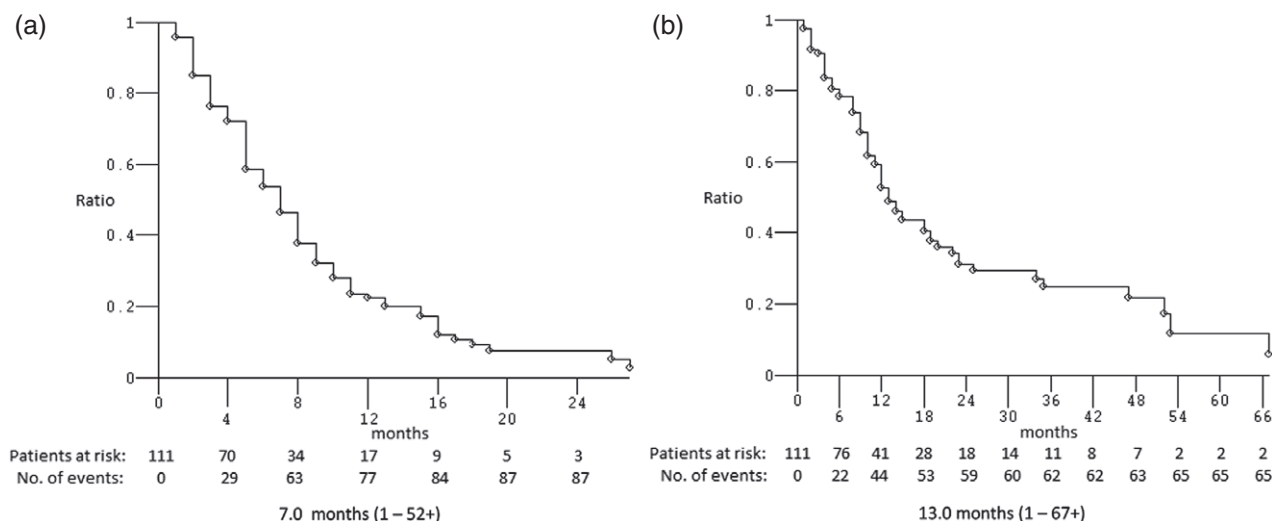 (a)
1
0.8
0.6
Ratio
0.4
0.2
0
0 4 8 12 16 20 24
months
Patients at risk: 111 70 34 17 9 5 3
No. of events: 0 29 63 77 84 87 87
7.0 months (1 – 52+)
(b)
1
0.8
0.6
Ratio
0.4
0.2
0
0 6 12 18 24 30 36 42 48 54 60 66
months
Patients at risk: 111 76 41 28 18 14 11 8 7 2 2 2
No. of events: 0 22 44 53 59 60 62 62 63 65 65 65
13.0 months (1 – 67+)